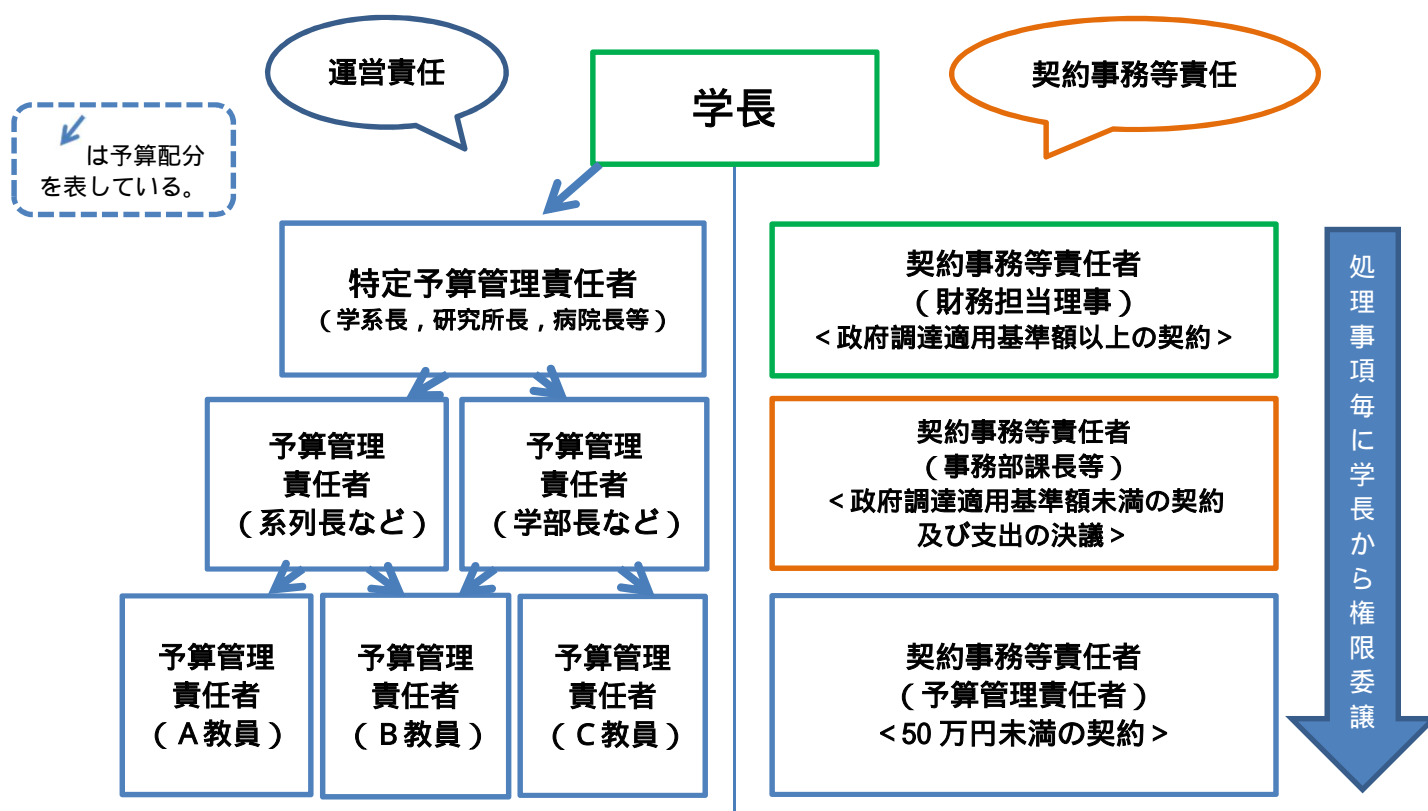 運営責任
学長
契約事務等責任
は予算配分
を表している。
特定予算管理責任者
（学系長，研究所長，病院長等）
予算管理
責任者
（系列長など）
予算管理
責任者
（学部長など）
予算管理
責任者
（Ａ教員）
予算管理
責任者
（Ｂ教員）
予算管理
責任者
（Ｃ教員）
契約事務等責任者
（財務担当理事）
＜政府調達適用基準額以上の契約＞
契約事務等責任者
（事務部課長等）
＜政府調達適用基準額未満の契約
及び支出の決議＞
契約事務等責任者
（予算管理責任者）
＜50万円未満の契約＞
処理事項毎に学長から権限委譲